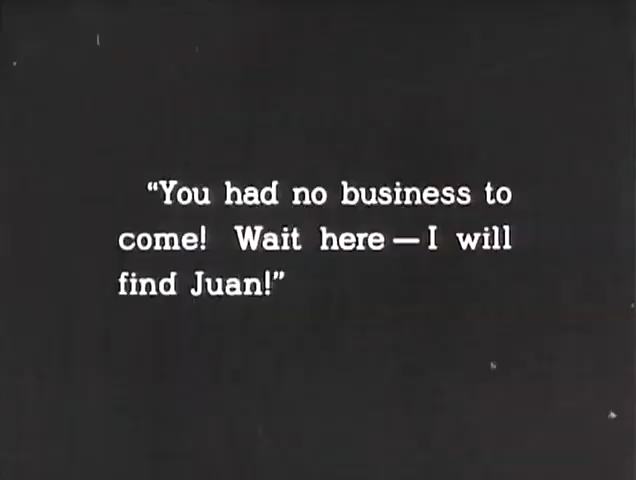 “You had no business to
come! Wait here — I will
find Juan!”